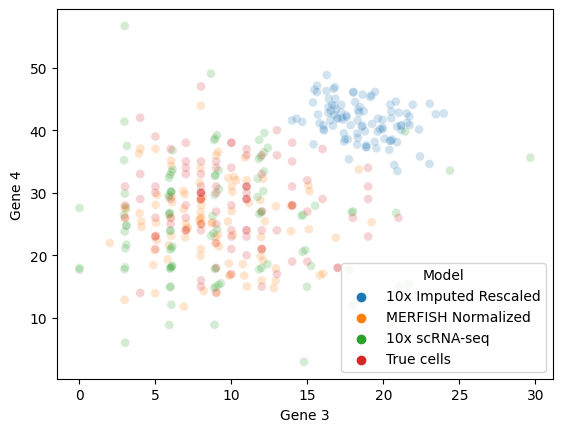 50
40
30
20
10
Gene 4
0
5
10
15
20
25
30
Gene 3
Model
10x Imputed Rescaled
MERFISH Normalized
10x scRNA-seq
True cells